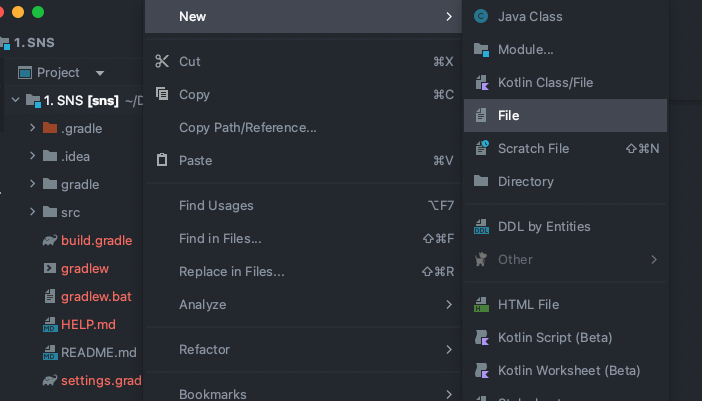 1. SNS
Project
1. SNS [sns] ~/D
.gradle
.idea
gradle
src
build.gradle
gradlew
gradlew.bat
HELP.md
README.md
settings.grad
New
Cut ⌘X
Copy ⌘C
Copy Path/Reference...
Paste ⌘V
Find Usages ⌥F7
Find in Files... ⇧⌘F
Replace in Files... ⇧⌘R
Analyze
Refactor
Bookmarks
Java Class
Module...
Kotlin Class/File
File
Scratch File ⇧⌘N
Directory
DDL by Entities
Other
HTML File
Kotlin Script (Beta)
Kotlin Worksheet (Beta)